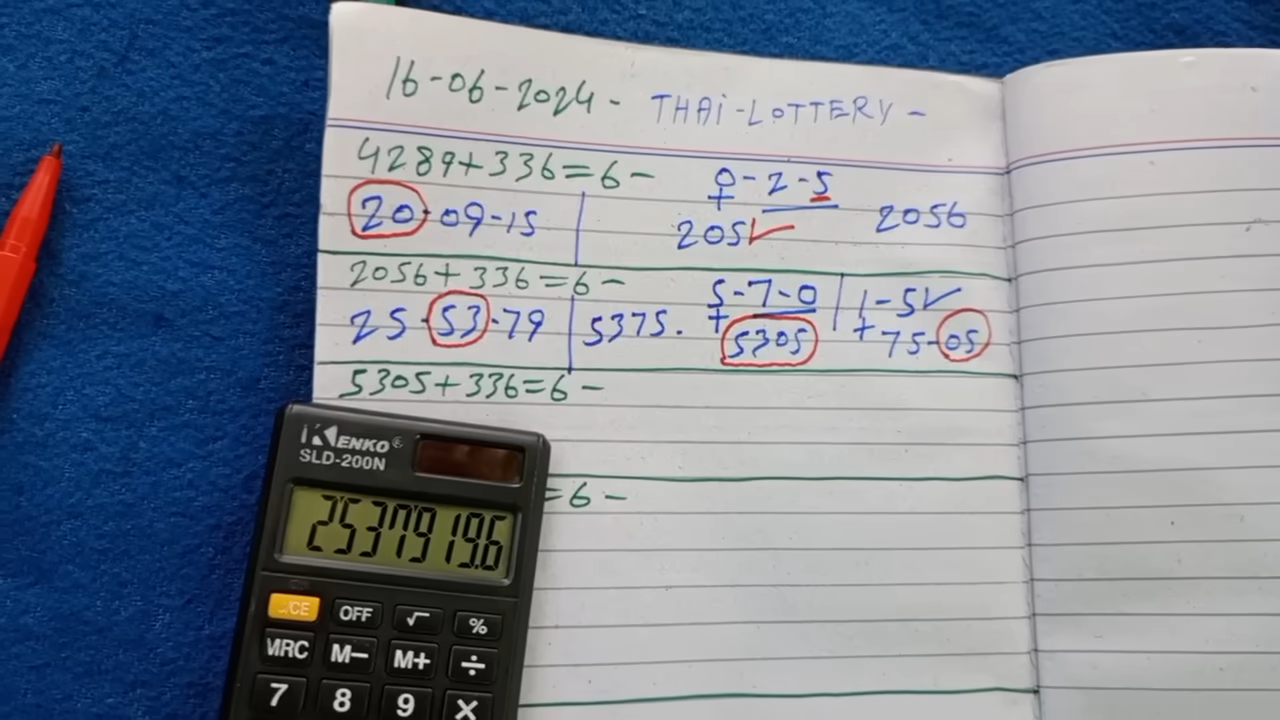 16-06-2024- THAi-LOTTERY-
4289+336=6-
0-2-5
20-09-15
+
205✓
2056
2056+336=6-
5-7-0
1-5✓
25-53-79
5375.
+
5305
+75-05
5305+336=6-
=6-
KENKO®
SLD-200N
2537919.6
/CE OFF √ %
MRC M− M+ ÷
7 8 9 ×